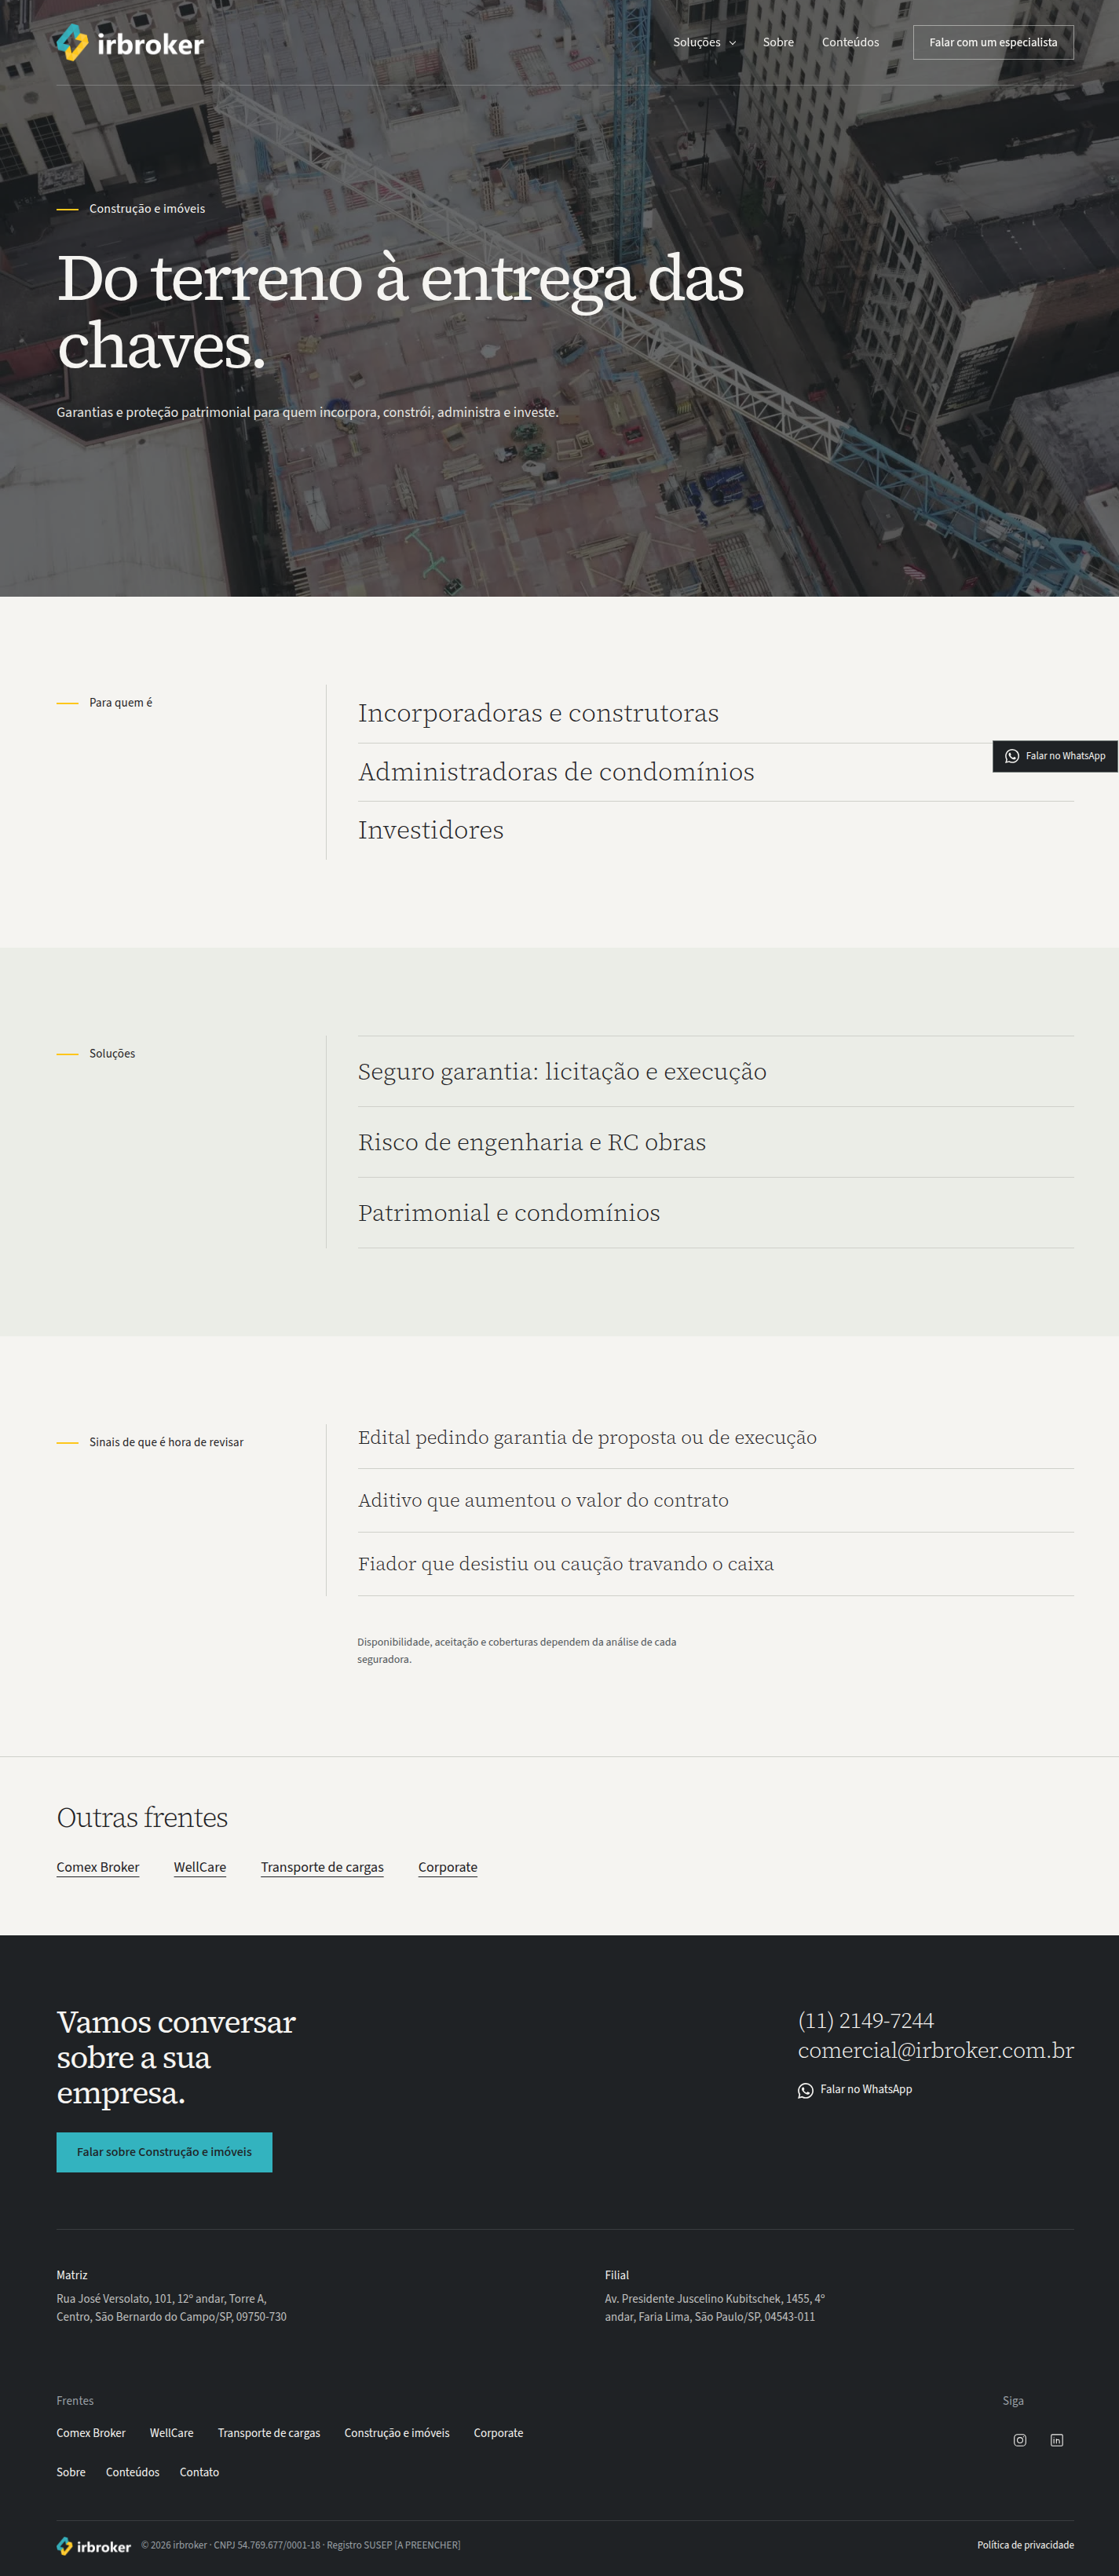 irbroker
Soluções
Sobre
Conteúdos
Falar com um especialista
Construção e imóveis
Do terreno à entrega das
chaves.
Garantias e proteção patrimonial para quem incorpora, constrói, administra e investe.
Para quem é
Incorporadoras e construtoras
Administradoras de condomínios
Investidores
Falar no WhatsApp
Soluções
Seguro garantia: licitação e execução
Risco de engenharia e RC obras
Patrimonial e condomínios
Sinais de que é hora de revisar
Edital pedindo garantia de proposta ou de execução
Aditivo que aumentou o valor do contrato
Fiador que desistiu ou caução travando o caixa
Disponibilidade, aceitação e coberturas dependem da análise de cada
seguradora.
Outras frentes
Comex Broker
WellCare
Transporte de cargas
Corporate
Vamos conversar
sobre a sua
empresa.
Falar sobre Construção e imóveis
(11) 2149-7244
comercial@irbroker.com.br
Falar no WhatsApp
Matriz
Rua José Versolato, 101, 12º andar, Torre A,
Centro, São Bernardo do Campo/SP, 09750-730
Filial
Av. Presidente Juscelino Kubitschek, 1455, 4º
andar, Faria Lima, São Paulo/SP, 04543-011
Frentes
Comex Broker
WellCare
Transporte de cargas
Construção e imóveis
Corporate
Sobre
Conteúdos
Contato
Siga
irbroker
© 2026 irbroker · CNPJ 54.769.677/0001-18 · Registro SUSEP [A PREENCHER]
Política de privacidade